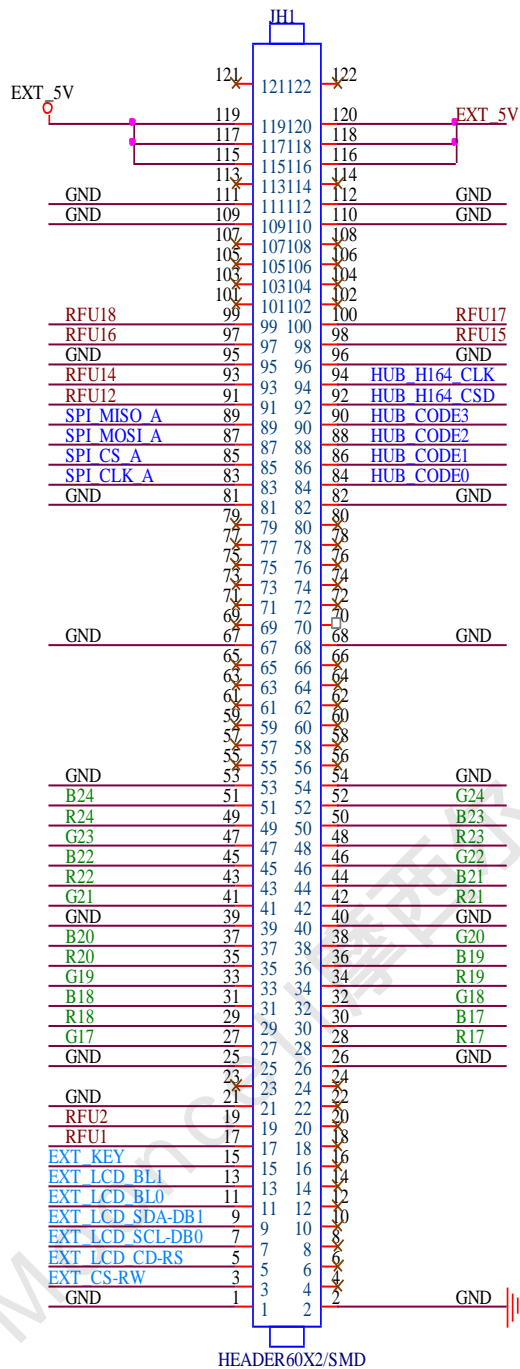 JH1
121 121122 122
EXT_5V
119 119120 120 EXT_5V
117 117118 118
115 115116 116
113 113114 114
GND 111 111112 112 GND
GND 109 109110 110 GND
107 107108 108
105 105106 106
103 103104 104
101 101102 102
RFU18 99 99 100 100 RFU17
RFU16 97 97 98 98 RFU15
GND 95 95 96 96 GND
RFU14 93 93 94 94 HUB_H164_CLK
RFU12 91 91 92 92 HUB_H164_CSD
SPI_MISO_A 89 89 90 90 HUB_CODE3
SPI_MOSI_A 87 87 88 88 HUB_CODE2
SPI_CS_A 85 85 86 86 HUB_CODE1
SPI_CLK_A 83 83 84 84 HUB_CODE0
GND 81 81 82 82 GND
79 79 80 80
77 77 78 78
75 75 76 76
73 73 74 74
71 71 72 72
69 69 70 70
GND 67 67 68 68 GND
65 65 66 66
63 63 64 64
61 61 62 62
59 59 60 60
57 57 58 58
55 55 56 56
GND 53 53 54 54 GND
B24 51 51 52 52 G24
R24 49 49 50 50 B23
G23 47 47 48 48 R23
B22 45 45 46 46 G22
R22 43 43 44 44 B21
G21 41 41 42 42 R21
GND 39 39 40 40 GND
B20 37 37 38 38 G20
R20 35 35 36 36 B19
G19 33 33 34 34 R19
B18 31 31 32 32 G18
R18 29 29 30 30 B17
G17 27 27 28 28 R17
GND 25 25 26 26 GND
23 23 24 24
GND 21 21 22 22
RFU2 19 19 20 20
RFU1 17 17 18 18
EXT_KEY 15 15 16 16
EXT_LCD_BL1 13 13 14 14
EXT_LCD_BL0 11 11 12 12
EXT_LCD_SDA-DB1 9 9 10 10
EXT_LCD_SCL-DB0 7 7 8 8
EXT_LCD_CD-RS 5 5 6 6
EXT_CS-RW 3 3 4 4
GND 1 1 2 2 GND
HEADER60X2/SMD
Mooncell摩西尔